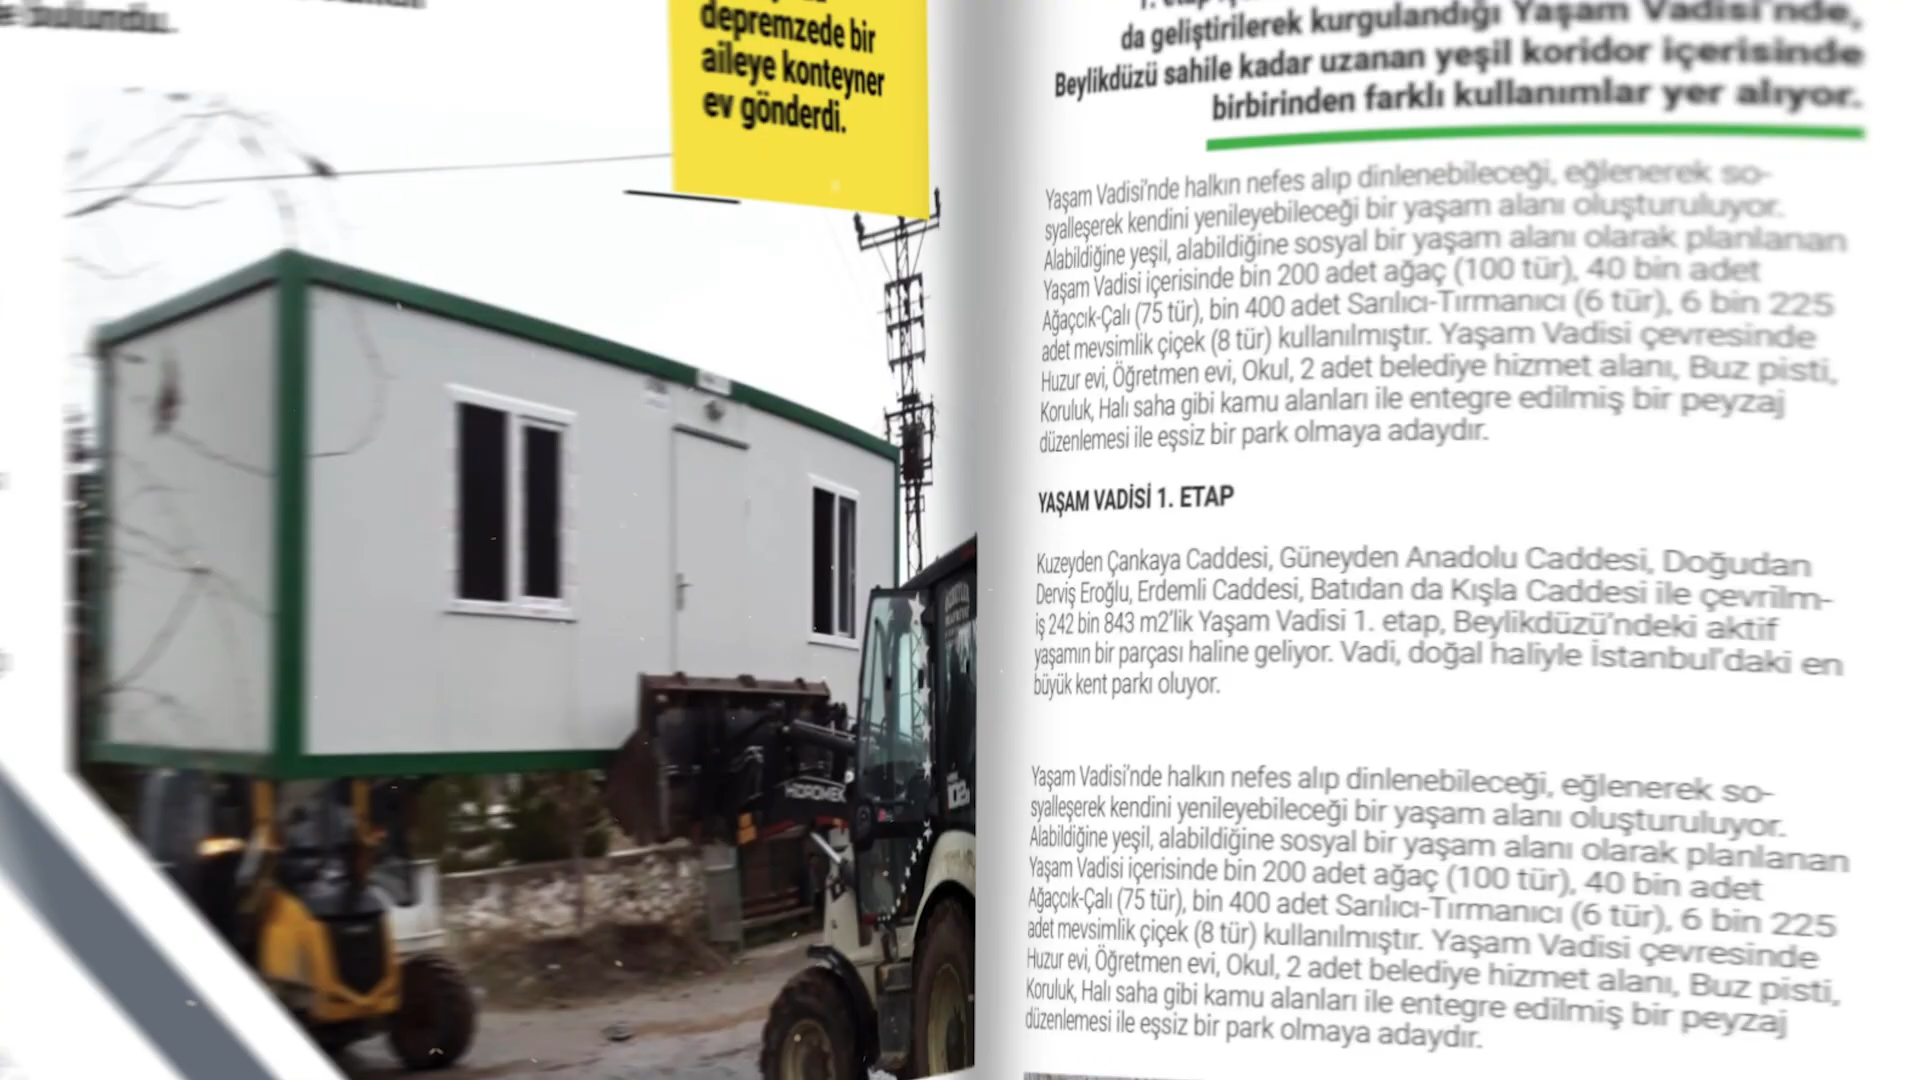 depremzede bir
aileye konteyner
ev gönderdi.
HİDROMEK
da geliştirilerek kurgulandığı Yaşam Vadisi'nde,
Beylikdüzü sahile kadar uzanan yeşil koridor içerisinde
birbirinden farklı kullanımlar yer alıyor.
Yaşam Vadisi'nde halkın nefes alıp dinlenebileceği, eğlenerek so-
syalleşerek kendini yenileyebileceği bir yaşam alanı oluşturuluyor.
Alabildiğine yeşil, alabildiğine sosyal bir yaşam alanı olarak planlanan
Yaşam Vadisi içerisinde bin 200 adet ağaç (100 tür), 40 bin adet
Ağaçcık-Çalı (75 tür), bin 400 adet Sarılıcı-Tırmanıcı (6 tür), 6 bin 225
adet mevsimlik çiçek (8 tür) kullanılmıştır. Yaşam Vadisi çevresinde
Huzur evi, Öğretmen evi, Okul, 2 adet belediye hizmet alanı, Buz pisti,
Koruluk, Halı saha gibi kamu alanları ile entegre edilmiş bir peyzaj
düzenlemesi ile eşsiz bir park olmaya adaydır.
YAŞAM VADİSİ 1. ETAP
Kuzeyden Çankaya Caddesi, Güneyden Anadolu Caddesi, Doğudan
Derviş Eroğlu, Erdemli Caddesi, Batıdan da Kışla Caddesi ile çevrilm-
iş 242 bin 843 m2'lik Yaşam Vadisi 1. etap, Beylikdüzü'ndeki aktif
yaşamın bir parçası haline geliyor. Vadi, doğal haliyle İstanbul'daki en
büyük kent parkı oluyor.
Yaşam Vadisi'nde halkın nefes alıp dinlenebileceği, eğlenerek so-
syalleşerek kendini yenileyebileceği bir yaşam alanı oluşturuluyor.
Alabildiğine yeşil, alabildiğine sosyal bir yaşam alanı olarak planlanan
Yaşam Vadisi içerisinde bin 200 adet ağaç (100 tür), 40 bin adet
Ağaçcık-Çalı (75 tür), bin 400 adet Sarılıcı-Tırmanıcı (6 tür), 6 bin 225
adet mevsimlik çiçek (8 tür) kullanılmıştır. Yaşam Vadisi çevresinde
Huzur evi, Öğretmen evi, Okul, 2 adet belediye hizmet alanı, Buz pisti,
Koruluk, Halı saha gibi kamu alanları ile entegre edilmiş bir peyzaj
düzenlemesi ile eşsiz bir park olmaya adaydır.